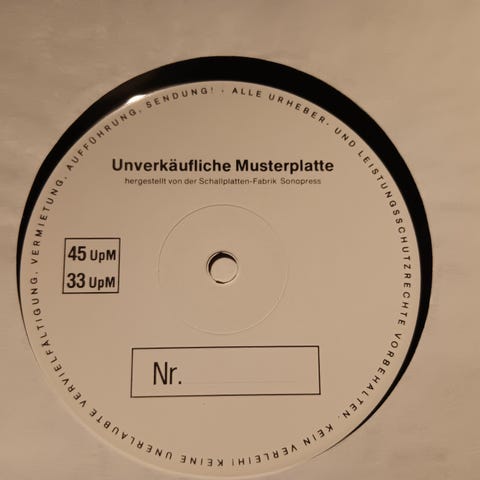 Unverkäufliche Musterplatte
hergestellt von der Schallplatten-Fabrik Sonopress
45 UpM
33 UpM
Nr.
ALLE URHEBER- UND LEISTUNGSSCHUTZRECHTE VORBEHALTEN. KEIN VERLEIH! KEINE UNERLAUBTE VERVIELFÄLTIGUNG, VERMIETUNG, AUFFÜHRUNG, SENDUNG! ·